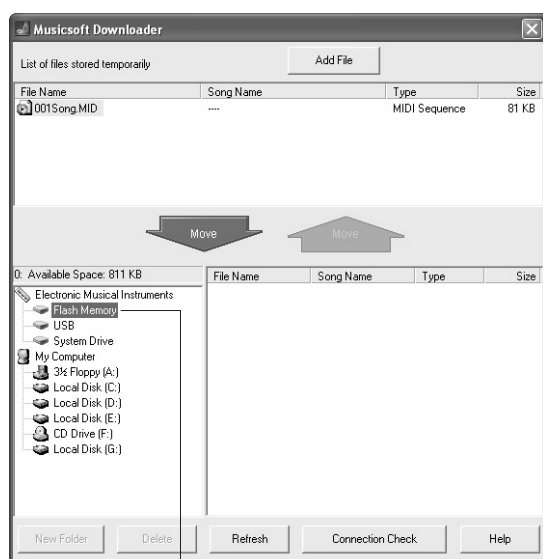 Musicsoft Downloader
List of files stored temporarily
Add File
File Name Song Name Type Size
001Song.MID ---- MIDI Sequence 81 KB
Move Move
0: Available Space: 811 KB
File Name Song Name Type Size
Electronic Musical Instruments
Flash Memory
USB
System Drive
My Computer
3½ Floppy (A:)
Local Disk (C:)
Local Disk (D:)
Local Disk (E:)
CD Drive (F:)
Local Disk (G:)
New Folder Delete Refresh Connection Check Help